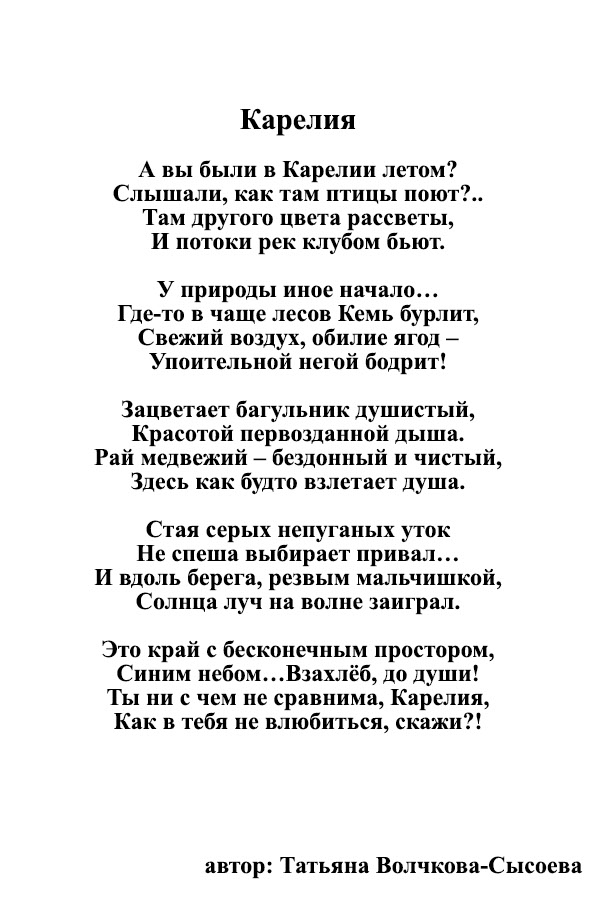 Карелия
А вы были в Карелии летом?
Слышали, как там птицы поют?..
Там другого цвета рассветы,
И потоки рек клубом бьют.
У природы иное начало…
Где-то в чаще лесов Кемь бурлит,
Свежий воздух, обилие ягод –
Упоительной негой бодрит!
Зацветает багульник душистый,
Красотой первозданной дыша.
Рай медвежий – бездонный и чистый,
Здесь как будто взлетает душа.
Стая серых непуганых уток
Не спеша выбирает привал…
И вдоль берега, резвым мальчишкой,
Солнца луч на волне заиграл.
Это край с бесконечным простором,
Синим небом…Взахлёб, до души!
Ты ни с чем не сравнима, Карелия,
Как в тебя не влюбиться, скажи?!
автор: Татьяна Волчкова-Сысоева